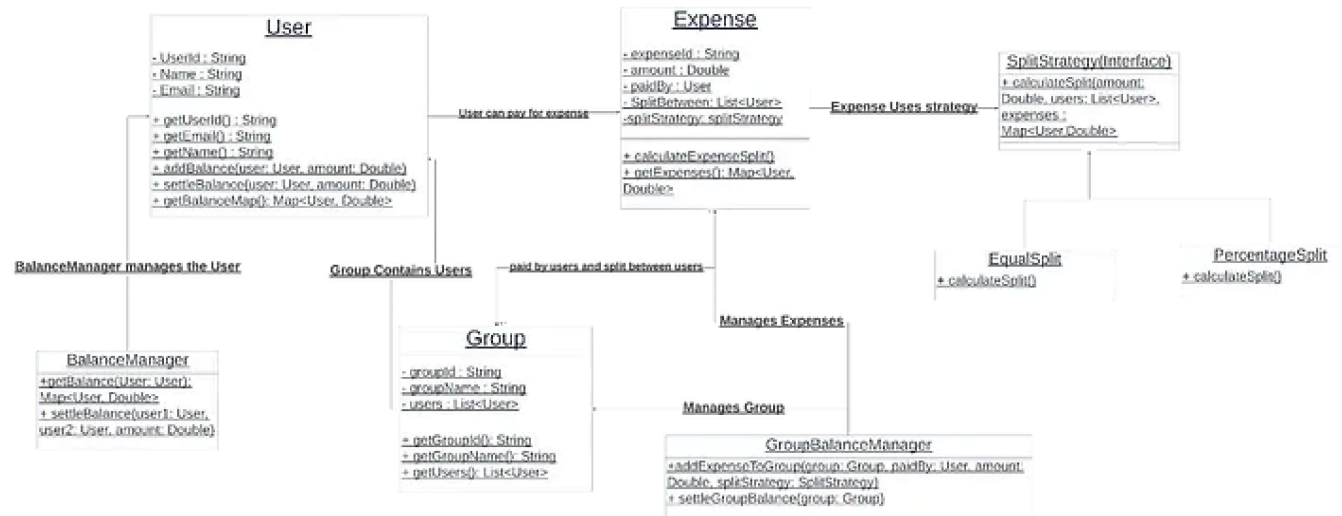 User
- UserId : String
- Name : String
- Email : String
+ getUserId() : String
+ getEmail() : String
+ getName() : String
+ addBalance(user: User, amount: Double)
+ settleBalance(user: User, amount: Double)
+ getBalanceMap(): Map<User, Double>
User can pay for expense
Expense
- expenseId : String
- amount : Double
- paidBy : User
- SplitBetween: List<User>
-splitStrategy: splitStrategy
+ calculateExpenseSplit()
+ getExpenses(): Map<User,
Double>
Expense Uses strategy
SplitStrategy(Interface)
+ calculateSplit(amount:
Double, users: List<User>,
expenses :
Map<User,Double>
EqualSplit
+ calculateSplit()
PercentageSplit
+ calculateSplit()
BalanceManager manages the User
Group Contains Users
paid by users and split between users
Manages Expenses
BalanceManager
+getBalance(User: User):
Map<User, Double>
+ settleBalance(user1: User,
user2: User, amount: Double)
Group
- groupId : String
- groupName : String
- users : List<User>
+ getGroupId(): String
+ getGroupName() : String
+ getUsers(): List<User>
Manages Group
GroupBalanceManager
+addExpenseToGroup(group: Group, paidBy: User, amount:
Double, splitStrategy: SplitStrategy)
+ settleGroupBalance(group: Group)